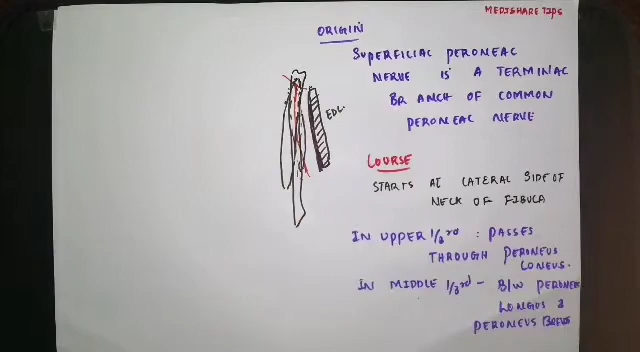 MEDISHARE TIPS
ORIGIN
SUPERFICIAL PERONEAL
NERVE IS A TERMINAL
BRANCH OF COMMON
PERONEAL NERVE
EDL.
COURSE
STARTS AT LATERAL SIDE OF
NECK OF FIBULA
IN UPPER 1/3rd : PASSES
THROUGH PERONEUS
LONGUS.
IN MIDDLE 1/3rd - B/W PERONEUS
LONGUS &
PERONEUS BREVIS